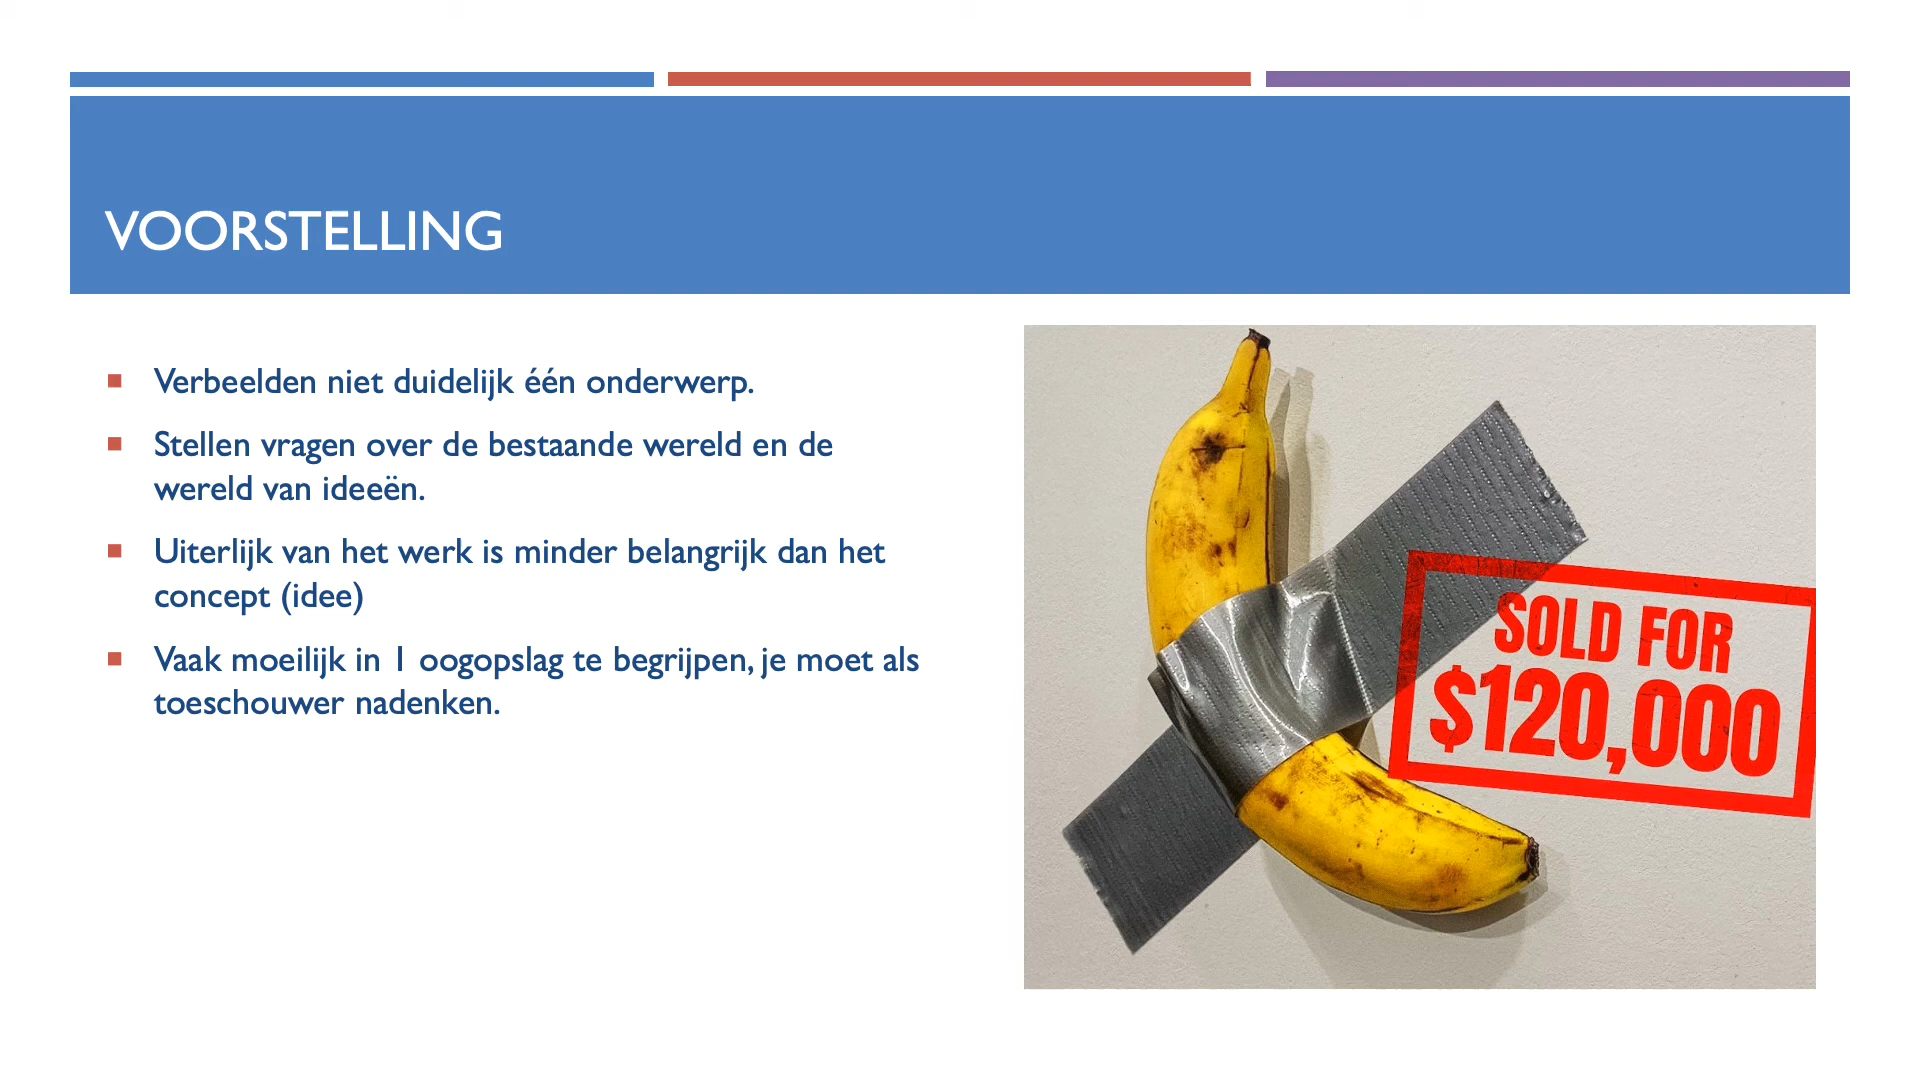 VOORSTELLING
Verbeelden niet duidelijk één onderwerp.
Stellen vragen over de bestaande wereld en de
wereld van ideeën.
Uiterlijk van het werk is minder belangrijk dan het
concept (idee)
Vaak moeilijk in 1 oogopslag te begrijpen, je moet als
toeschouwer nadenken.
SOLD FOR
$120,000